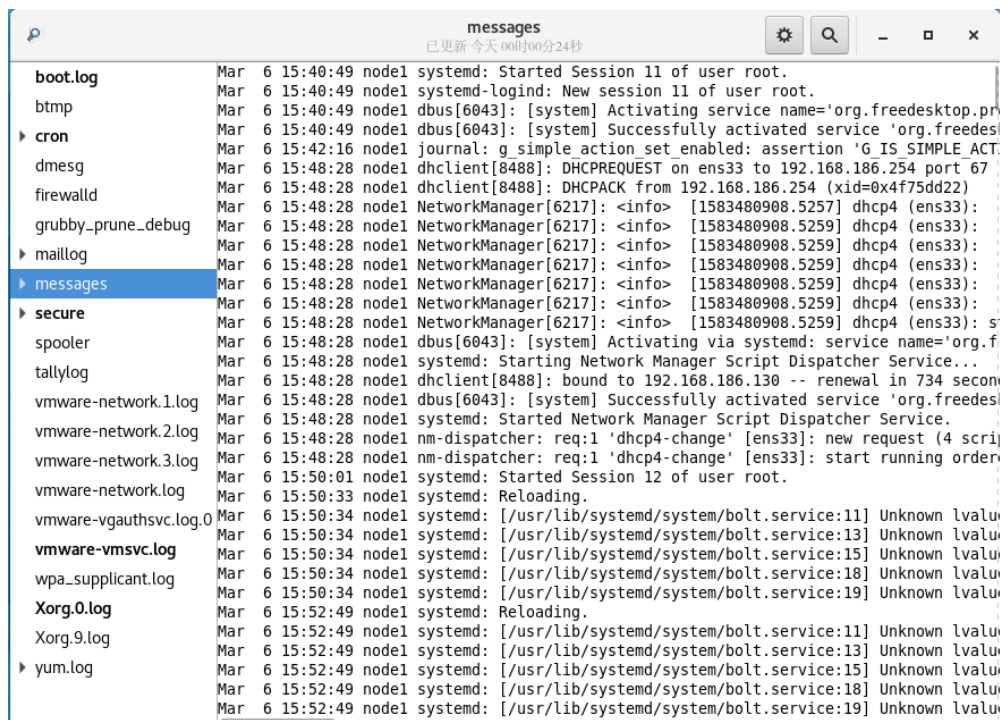 messages
已更新 今天 00时00分24秒
boot.log
btmp
cron
dmesg
firewalld
grubby_prune_debug
maillog
messages
secure
spooler
tallylog
vmware-network.1.log
vmware-network.2.log
vmware-network.3.log
vmware-network.log
vmware-vgauthsvc.log.0
vmware-vmsvc.log
wpa_supplicant.log
Xorg.0.log
Xorg.9.log
yum.log
Mar  6 15:40:49 node1 systemd: Started Session 11 of user root.
Mar  6 15:40:49 node1 systemd-logind: New session 11 of user root.
Mar  6 15:40:49 node1 dbus[6043]: [system] Activating service name='org.freedesktop.pr
Mar  6 15:40:49 node1 dbus[6043]: [system] Successfully activated service 'org.freedes
Mar  6 15:42:16 node1 journal: g_simple_action_set_enabled: assertion 'G_IS_SIMPLE_ACT
Mar  6 15:48:28 node1 dhclient[8488]: DHCPREQUEST on ens33 to 192.168.186.254 port 67
Mar  6 15:48:28 node1 dhclient[8488]: DHCPACK from 192.168.186.254 (xid=0x4f75dd22)
Mar  6 15:48:28 node1 NetworkManager[6217]: <info>  [1583480908.5257] dhcp4 (ens33):
Mar  6 15:48:28 node1 NetworkManager[6217]: <info>  [1583480908.5259] dhcp4 (ens33):
Mar  6 15:48:28 node1 NetworkManager[6217]: <info>  [1583480908.5259] dhcp4 (ens33):
Mar  6 15:48:28 node1 NetworkManager[6217]: <info>  [1583480908.5259] dhcp4 (ens33):
Mar  6 15:48:28 node1 NetworkManager[6217]: <info>  [1583480908.5259] dhcp4 (ens33):
Mar  6 15:48:28 node1 NetworkManager[6217]: <info>  [1583480908.5259] dhcp4 (ens33):
Mar  6 15:48:28 node1 NetworkManager[6217]: <info>  [1583480908.5259] dhcp4 (ens33): s
Mar  6 15:48:28 node1 dbus[6043]: [system] Activating via systemd: service name='org.f
Mar  6 15:48:28 node1 systemd: Starting Network Manager Script Dispatcher Service...
Mar  6 15:48:28 node1 dhclient[8488]: bound to 192.168.186.130 -- renewal in 734 secon
Mar  6 15:48:28 node1 dbus[6043]: [system] Successfully activated service 'org.freedes
Mar  6 15:48:28 node1 systemd: Started Network Manager Script Dispatcher Service.
Mar  6 15:48:28 node1 nm-dispatcher: req:1 'dhcp4-change' [ens33]: new request (4 scrip
Mar  6 15:48:28 node1 nm-dispatcher: req:1 'dhcp4-change' [ens33]: start running ordere
Mar  6 15:50:01 node1 systemd: Started Session 12 of user root.
Mar  6 15:50:33 node1 systemd: Reloading.
Mar  6 15:50:34 node1 systemd: [/usr/lib/systemd/system/bolt.service:11] Unknown lvalu
Mar  6 15:50:34 node1 systemd: [/usr/lib/systemd/system/bolt.service:13] Unknown lvalu
Mar  6 15:50:34 node1 systemd: [/usr/lib/systemd/system/bolt.service:15] Unknown lvalu
Mar  6 15:50:34 node1 systemd: [/usr/lib/systemd/system/bolt.service:18] Unknown lvalu
Mar  6 15:50:34 node1 systemd: [/usr/lib/systemd/system/bolt.service:19] Unknown lvalu
Mar  6 15:52:49 node1 systemd: Reloading.
Mar  6 15:52:49 node1 systemd: [/usr/lib/systemd/system/bolt.service:11] Unknown lvalu
Mar  6 15:52:49 node1 systemd: [/usr/lib/systemd/system/bolt.service:13] Unknown lvalu
Mar  6 15:52:49 node1 systemd: [/usr/lib/systemd/system/bolt.service:15] Unknown lvalu
Mar  6 15:52:49 node1 systemd: [/usr/lib/systemd/system/bolt.service:18] Unknown lvalu
Mar  6 15:52:49 node1 systemd: [/usr/lib/systemd/system/bolt.service:19] Unknown lvalu